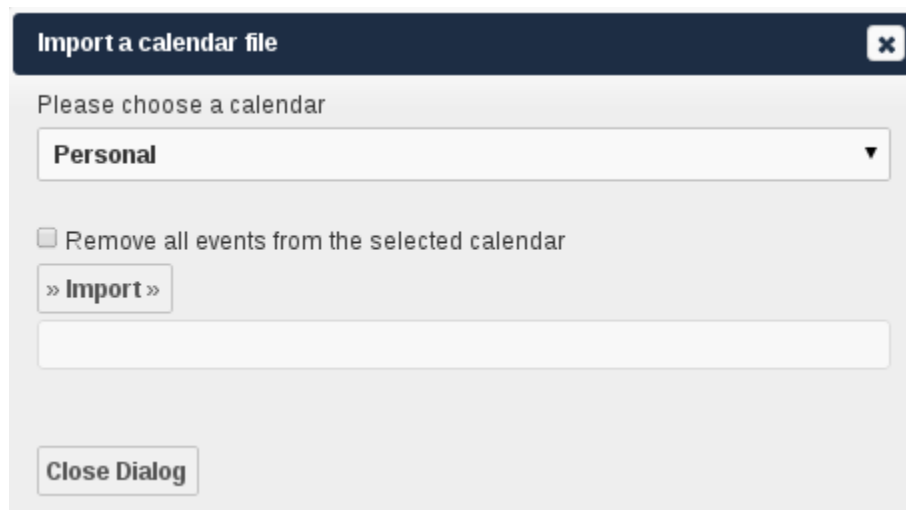 Import a calendar file
Please choose a calendar
Personal
Remove all events from the selected calendar
» Import »
Close Dialog